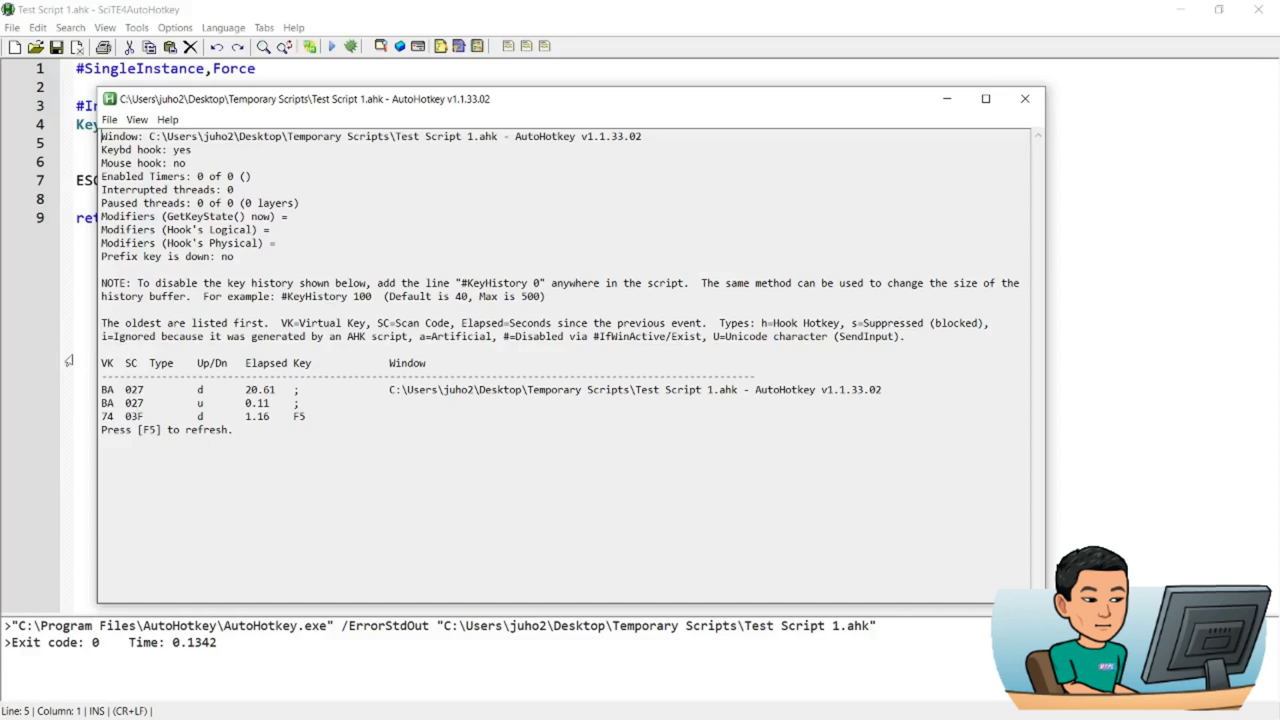 Test Script 1.ahk - SciTE4AutoHotkey
File Edit Search View Tools Options Language Tabs Help
1 #SingleInstance,Force
2
3 #In
4 Key
5
6
7 ESC
8
9 ret
C:\Users\juho2\Desktop\Temporary Scripts\Test Script 1.ahk - AutoHotkey v1.1.33.02
File View Help
Window: C:\Users\juho2\Desktop\Temporary Scripts\Test Script 1.ahk - AutoHotkey v1.1.33.02
Keybd hook: yes
Mouse hook: no
Enabled Timers: 0 of 0 ()
Interrupted threads: 0
Paused threads: 0 of 0 (0 layers)
Modifiers (GetKeyState() now) =
Modifiers (Hook's Logical) =
Modifiers (Hook's Physical) =
Prefix key is down: no
NOTE: To disable the key history shown below, add the line "#KeyHistory 0" anywhere in the script. The same method can be used to change the size of the
history buffer. For example: #KeyHistory 100 (Default is 40, Max is 500)
The oldest are listed first. VK=Virtual Key, SC=Scan Code, Elapsed=Seconds since the previous event. Types: h=Hook Hotkey, s=Suppressed (blocked),
i=Ignored because it was generated by an AHK script, a=Artificial, #=Disabled via #IfWinActive/Exist, U=Unicode character (SendInput).
VK SC Type Up/Dn Elapsed Key Window
----------------------------------------------------------------------------------------------
BA 027 d 20.61 ; C:\Users\juho2\Desktop\Temporary Scripts\Test Script 1.ahk - AutoHotkey v1.1.33.02
BA 027 u 0.11 ;
74 03F d 1.16 F5
Press [F5] to refresh.
>"C:\Program Files\AutoHotkey\AutoHotkey.exe" /ErrorStdOut "C:\Users\juho2\Desktop\Temporary Scripts\Test Script 1.ahk"
>Exit code: 0 Time: 0.1342
Line: 5 | Column: 1 | INS | (CR+LF) |